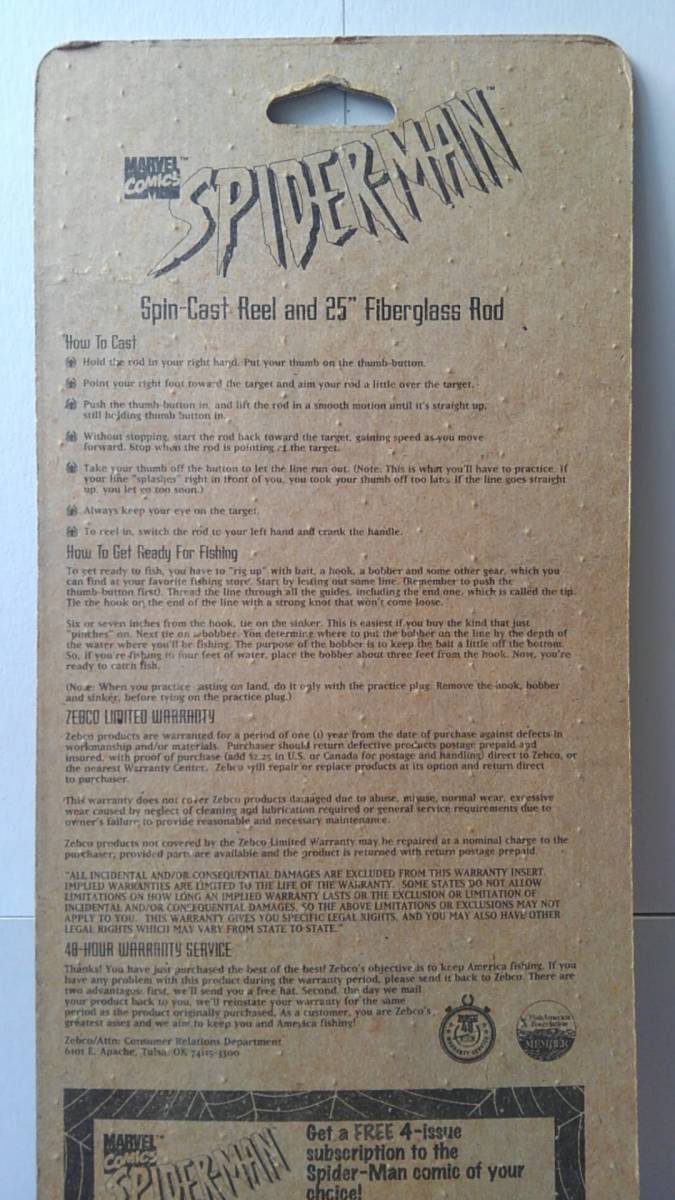 MARVEL
COMICS
SPIDER-MAN™
Spin-Cast Reel and 25" Fiberglass Rod
How To Cast
Hold the rod in your right hand. Put your thumb on the thumb-button.
Point your right foot toward the target and aim your rod a little over the target.
Push the thumb-button in, and lift the rod in a smooth motion until it's straight up,
still holding thumb button in.
Without stopping, start the rod back toward the target, gaining speed as you move
forward. Stop when the rod is pointing at the target.
Take your thumb off the button to let the line run out. (Note: This is what you'll have to practice. If
your line "splashes" right in front of you, you took your thumb off too late. If the line goes straight
up, you let go too soon.)
Always keep your eye on the target.
To reel in, switch the rod to your left hand and crank the handle.
How To Get Ready For Fishing
To get ready to fish, you have to "rig up" with bait, a hook, a bobber and some other gear, which you
can find at your favorite fishing store. Start by letting out some line. (Remember to push the
thumb-button first). Thread the line through all the guides, including the end one, which is called the tip.
Tie the hook on the end of the line with a strong knot that won't come loose.
Six or seven inches from the hook, tie on the sinker. This is easiest if you buy the kind that just
"pinches" on. Next tie on a bobber. You determine where to put the bobber on the line by the depth of
the water where you'll be fishing. The purpose of the bobber is to keep the bait a little off the bottom.
So, if you're fishing in four feet of water, place the bobber about three feet from the hook. Now, you're
ready to catch fish.
(Note: When you practice casting on land, do it only with the practice plug. Remove the hook, bobber
and sinker, before tying on the practice plug.)
ZEBCO LIMITED WARRANTY
Zebco products are warranted for a period of one (1) year from the date of purchase against defects in
workmanship and/or materials. Purchaser should return defective products postage prepaid and
insured, with proof of purchase (add $2.25 in U.S. or Canada for postage and handling) direct to Zebco, or
the nearest Warranty Center. Zebco will repair or replace products at its option and return direct
to purchaser.
This warranty does not cover Zebco products damaged due to abuse, misuse, normal wear, excessive
wear caused by neglect of cleaning and lubrication required or general service requirements due to
owner's failure to provide reasonable and necessary maintenance.
Zebco products not covered by the Zebco Limited Warranty may be repaired at a nominal charge to the
purchaser, provided parts are available and the product is returned with return postage prepaid.
"ALL INCIDENTAL AND/OR CONSEQUENTIAL DAMAGES ARE EXCLUDED FROM THIS WARRANTY INSERT.
IMPLIED WARRANTIES ARE LIMITED TO THE LIFE OF THE WARRANTY. SOME STATES DO NOT ALLOW
LIMITATIONS ON HOW LONG AN IMPLIED WARRANTY LASTS OR THE EXCLUSION OR LIMITATION OF
INCIDENTAL AND/OR CONSEQUENTIAL DAMAGES, SO THE ABOVE LIMITATIONS OR EXCLUSIONS MAY NOT
APPLY TO YOU. THIS WARRANTY GIVES YOU SPECIFIC LEGAL RIGHTS, AND YOU MAY ALSO HAVE OTHER
LEGAL RIGHTS WHICH MAY VARY FROM STATE TO STATE."
48-HOUR WARRANTY SERVICE
Thanks! You have just purchased the best of the best! Zebco's objective is to keep America fishing. If you
have any problem with this product during the warranty period, please send it back to Zebco. There are
two advantages: first, we'll send you a free hat. Second, the day we mail
your product back to you, we'll reinstate your warranty for the same
period as the product originally purchased. As a customer, you are Zebco's
greatest asset and we aim to keep you and America fishing!
Zebco/Attn: Consumer Relations Department
6101 E. Apache, Tulsa, OK 74115-3300
48
WARRANTY SERVICE
FishAmerica
Foundation
MEMBER
MARVEL
COMICS
SPIDER-MAN
Get a FREE 4-issue
subscription to the
Spider-Man comic of your
choice!